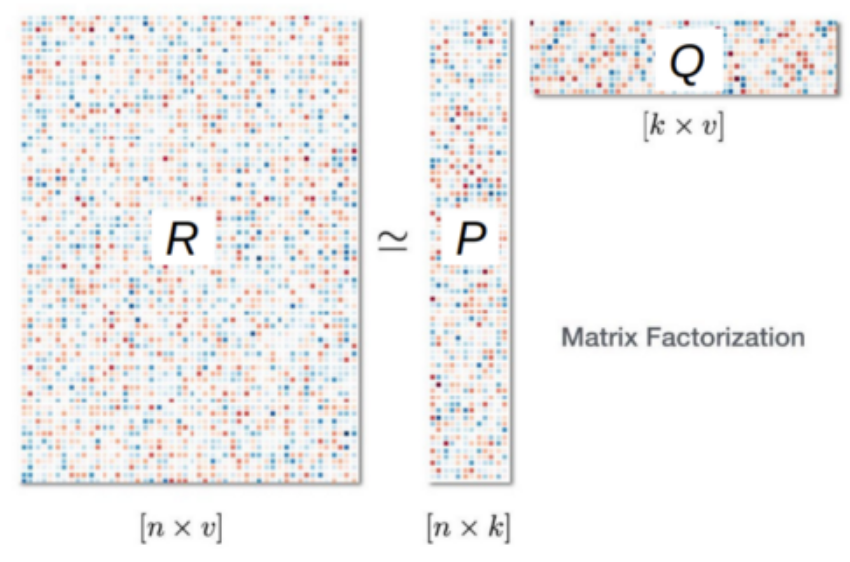 R
≃
P
Q
[k × v]
Matrix Factorization
[n × v]
[n × k]